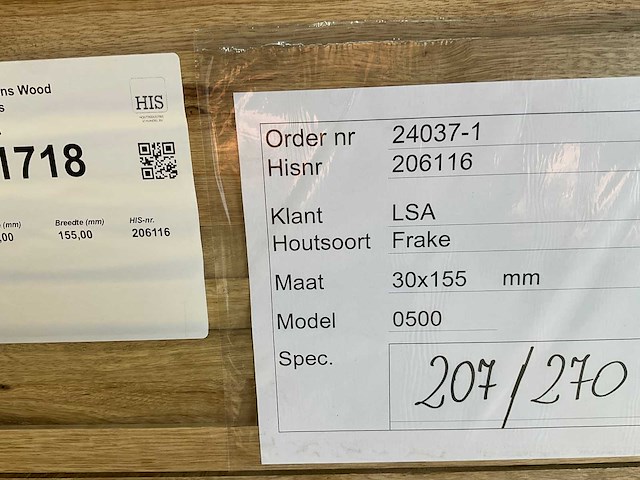 ns Wood
s
HIS
1718
(mm)
Breedte (mm)
HIS-nr.
,00
155,00
206116
Order nr 24037-1
Hisnr 206116
Klant LSA
Houtsoort Frake
Maat 30x155 mm
Model 0500
Spec.
207/270